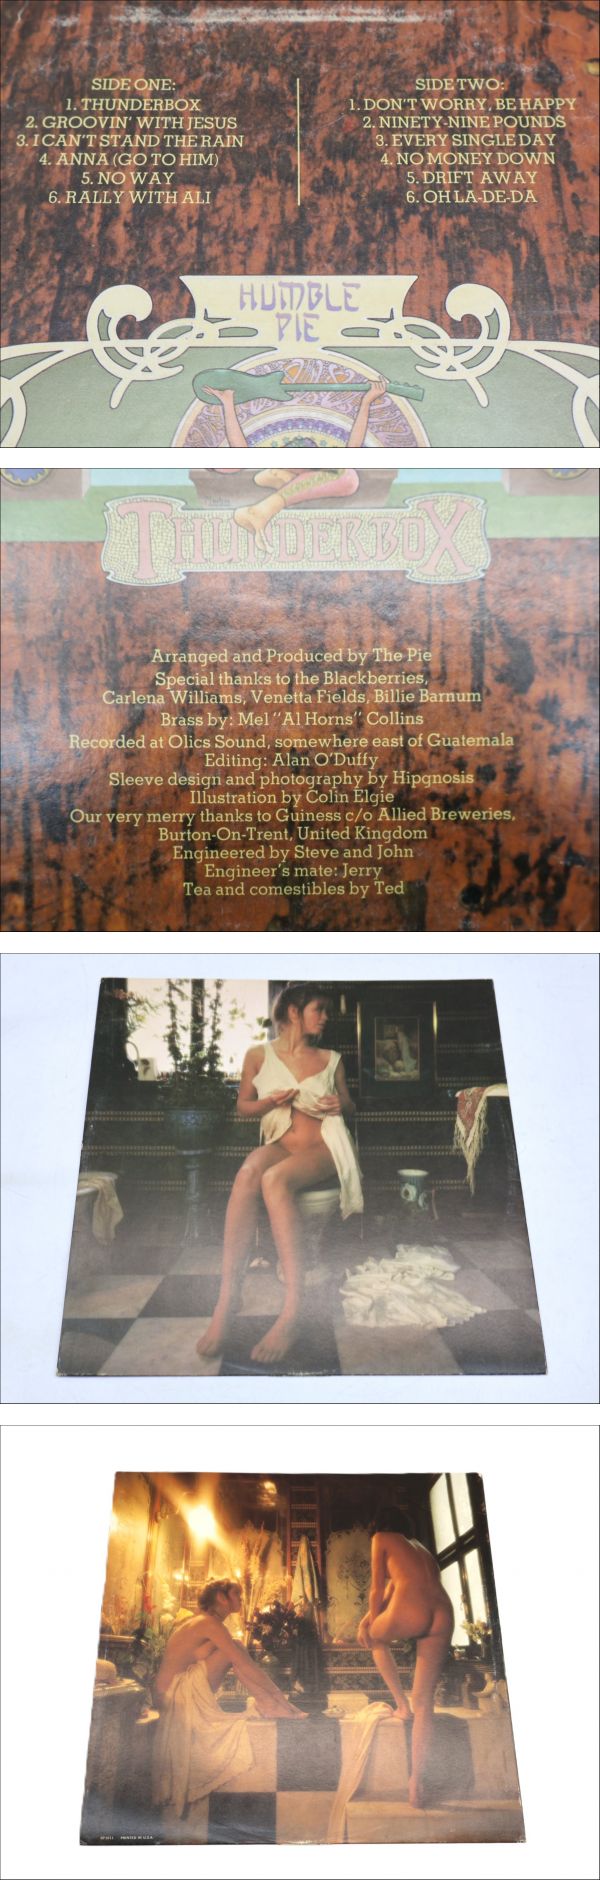 SIDE ONE:
1. THUNDERBOX
2. GROOVIN' WITH JESUS
3. I CAN'T STAND THE RAIN
4. ANNA (GO TO HIM)
5. NO WAY
6. RALLY WITH ALI
SIDE TWO:
1. DON'T WORRY, BE HAPPY
2. NINETY-NINE POUNDS
3. EVERY SINGLE DAY
4. NO MONEY DOWN
5. DRIFT AWAY
6. OH LA-DE-DA
HUMBLE
PIE
THUNDERBOX
Arranged and Produced by The Pie
Special thanks to the Blackberries,
Carlena Williams, Venetta Fields, Billie Barnum
Brass by: Mel "Al Horns" Collins
Recorded at Olics Sound, somewhere east of Guatemala
Editing: Alan O'Duffy
Sleeve design and photography by Hipgnosis
Illustration by Colin Elgie
Our very merry thanks to Guiness c/o Allied Breweries,
Burton-On-Trent, United Kingdom
Engineered by Steve and John
Engineer's mate: Jerry
Tea and comestibles by Ted
PRINTED IN U.S.A.